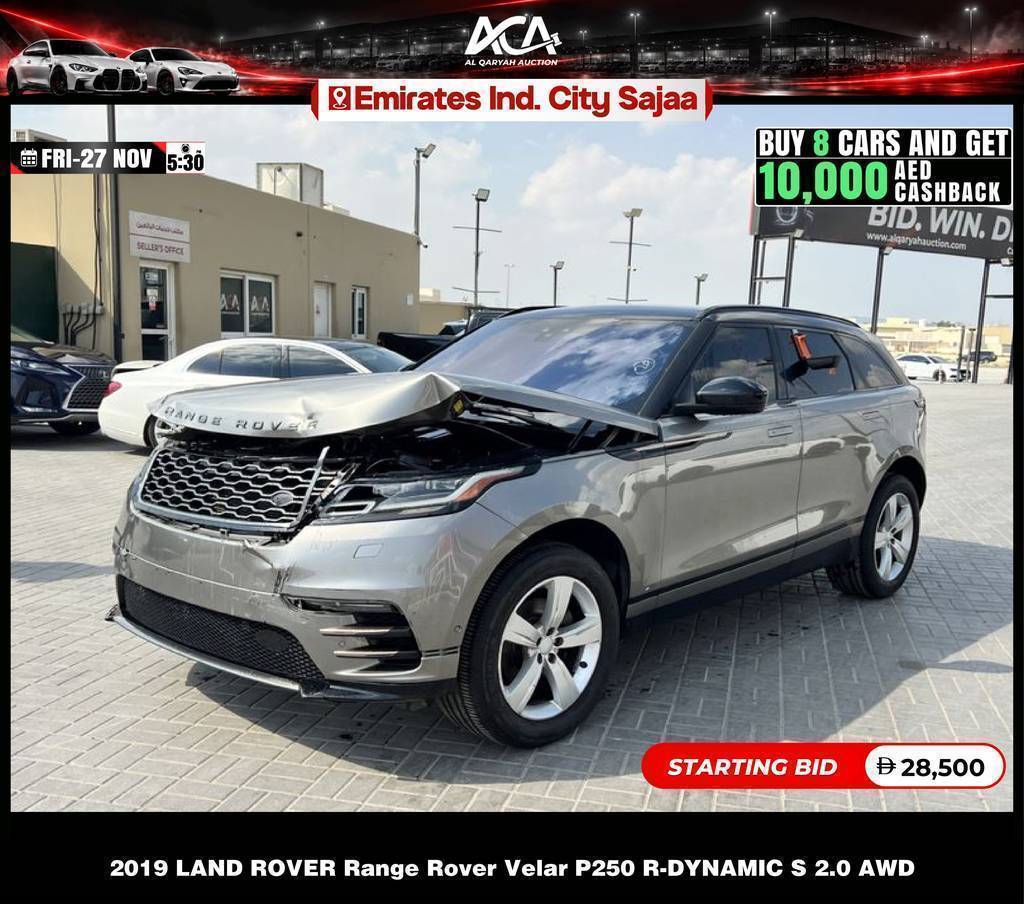 ACA
AL QARYAH AUCTION
Emirates Ind. City Sajaa
FRI-27 NOV 5:30
BUY 8 CARS AND GET
10,000 AED CASHBACK
BID. WIN. D
www.alqaryahauction.com
SELLER'S OFFICE
RANGE ROVER
STARTING BID 28,500
2019 LAND ROVER Range Rover Velar P250 R-DYNAMIC S 2.0 AWD